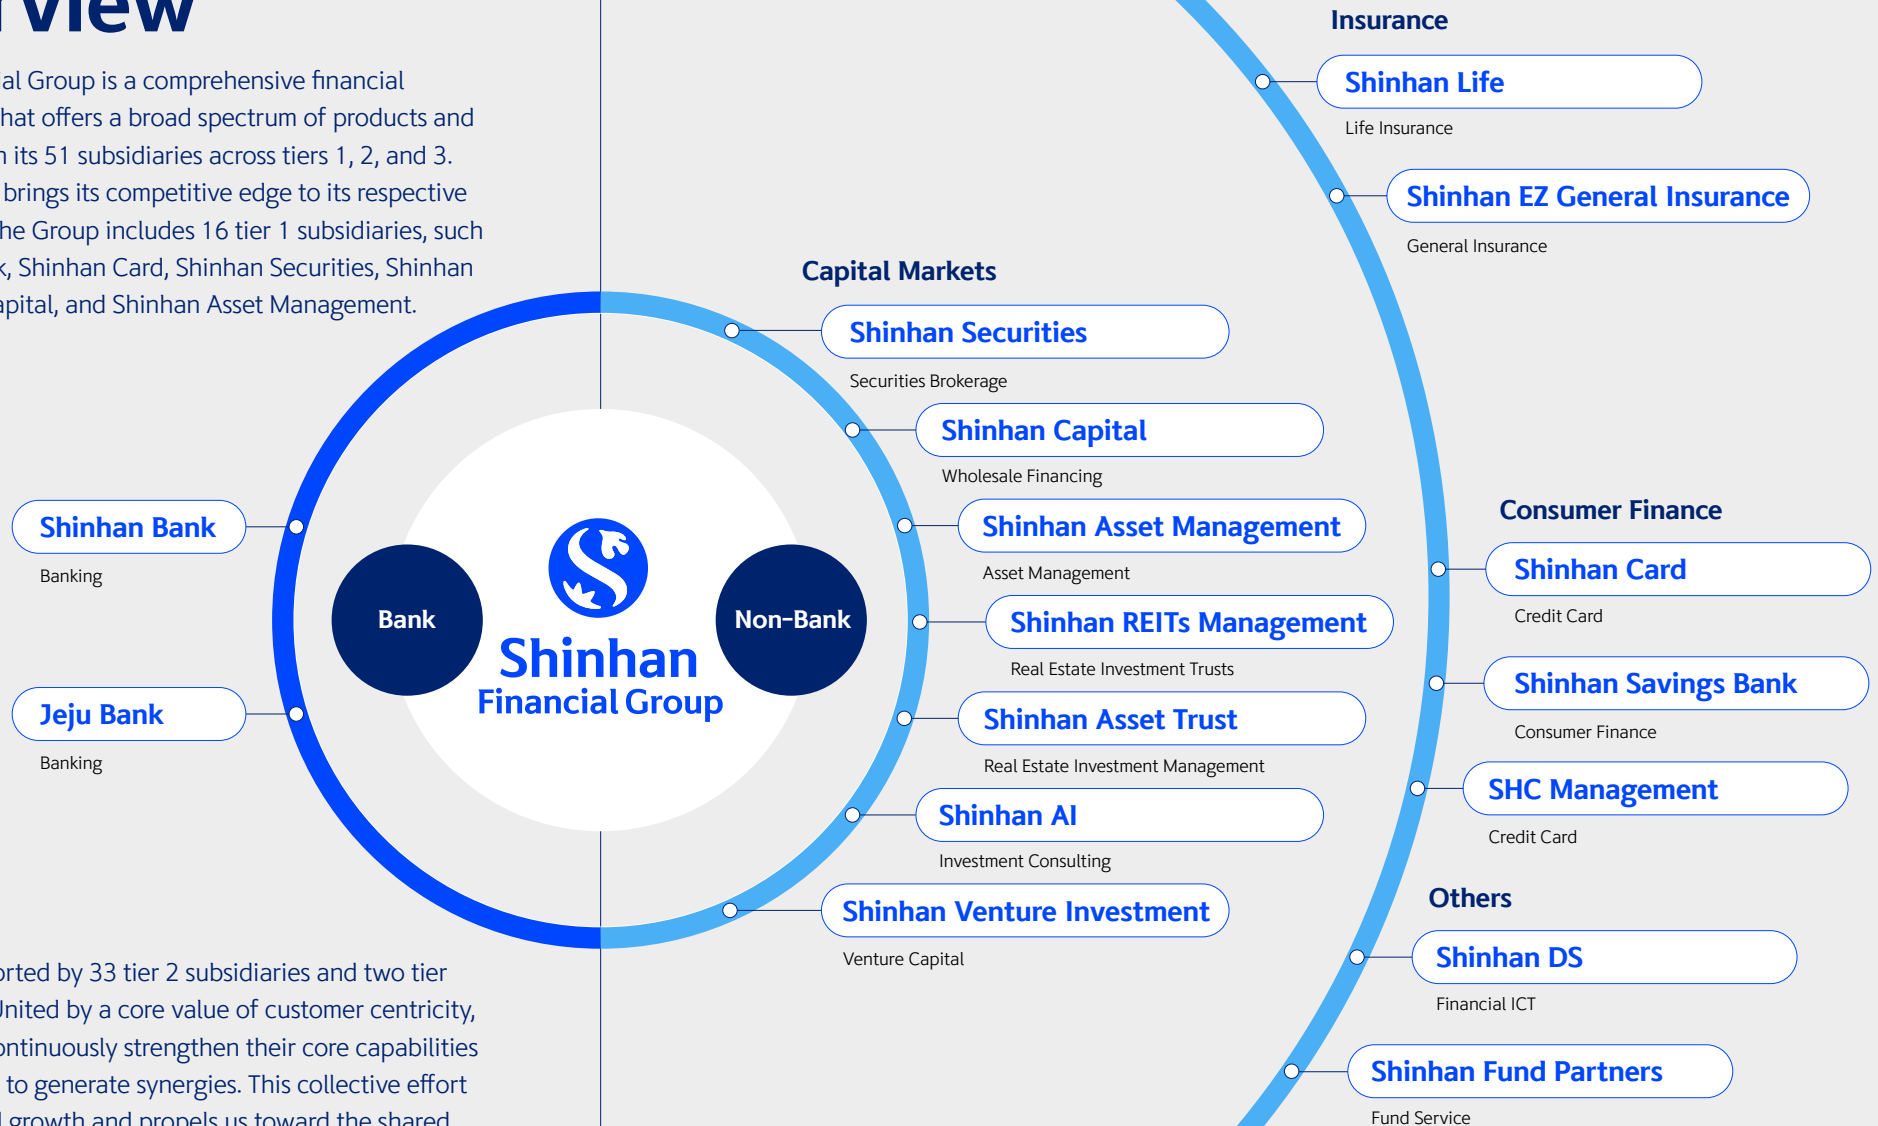 Group is a comprehensive financial
offers a broad spectrum of products and
its 51 subsidiaries across tiers 1, 2, and 3.
brings its competitive edge to its respective
Group includes 16 tier 1 subsidiaries, such
Shinhan Card, Shinhan Securities, Shinhan
and Shinhan Asset Management.
Shinhan Bank
Banking
Jeju Bank
Banking
Bank
Shinhan
Financial Group
Non-Bank
Capital Markets
Shinhan Securities
Securities Brokerage
Shinhan Capital
Wholesale Financing
Shinhan Asset Management
Asset Management
Shinhan REITs Management
Real Estate Investment Trusts
Shinhan Asset Trust
Real Estate Investment Management
Shinhan AI
Investment Consulting
Shinhan Venture Investment
Venture Capital
Insurance
Shinhan Life
Life Insurance
Shinhan EZ General Insurance
General Insurance
Consumer Finance
Shinhan Card
Credit Card
Shinhan Savings Bank
Consumer Finance
SHC Management
Credit Card
Others
Shinhan DS
Financial ICT
Shinhan Fund Partners
Fund Service
by 33 tier 2 subsidiaries and two tier
by a core value of customer centricity,
strengthen their core capabilities
to generate synergies. This collective effort
growth and propels us toward the shared